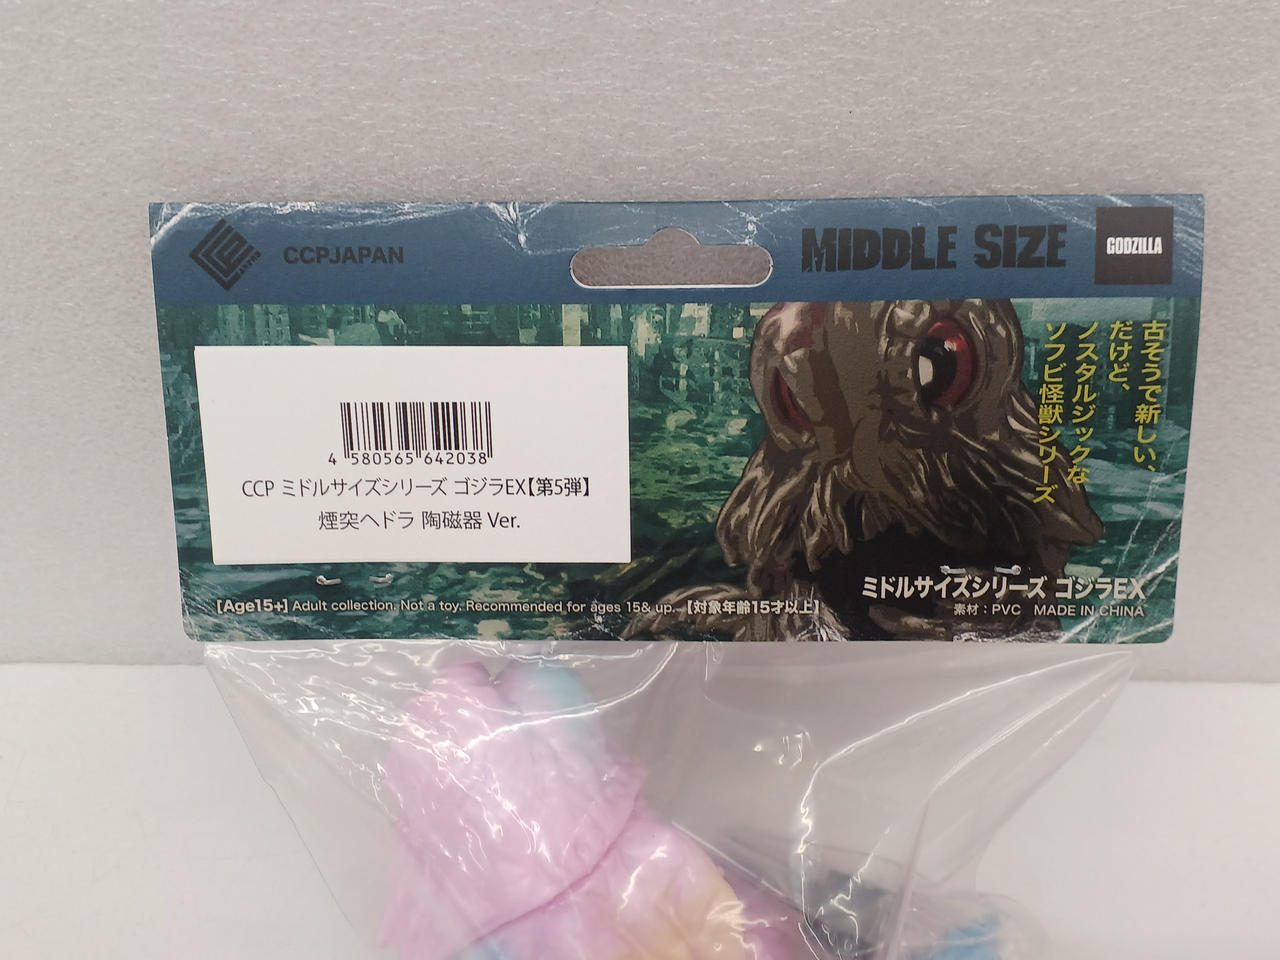 CCPJAPAN
MIDDLE SIZE
GODZILLA
古そうで新しい、
だけど、
ノスタルジックな
ソフビ怪獣シリーズ
4 580565 642038
CCP ミドルサイズシリーズ ゴジラEX【第5弾】
煙突ヘドラ 陶磁器 Ver.
ミドルサイズシリーズ ゴジラEX
素材：PVC MADE IN CHINA
[Age15+] Adult collection. Not a toy. Recommended for ages 15& up. 【対象年齢15才以上】